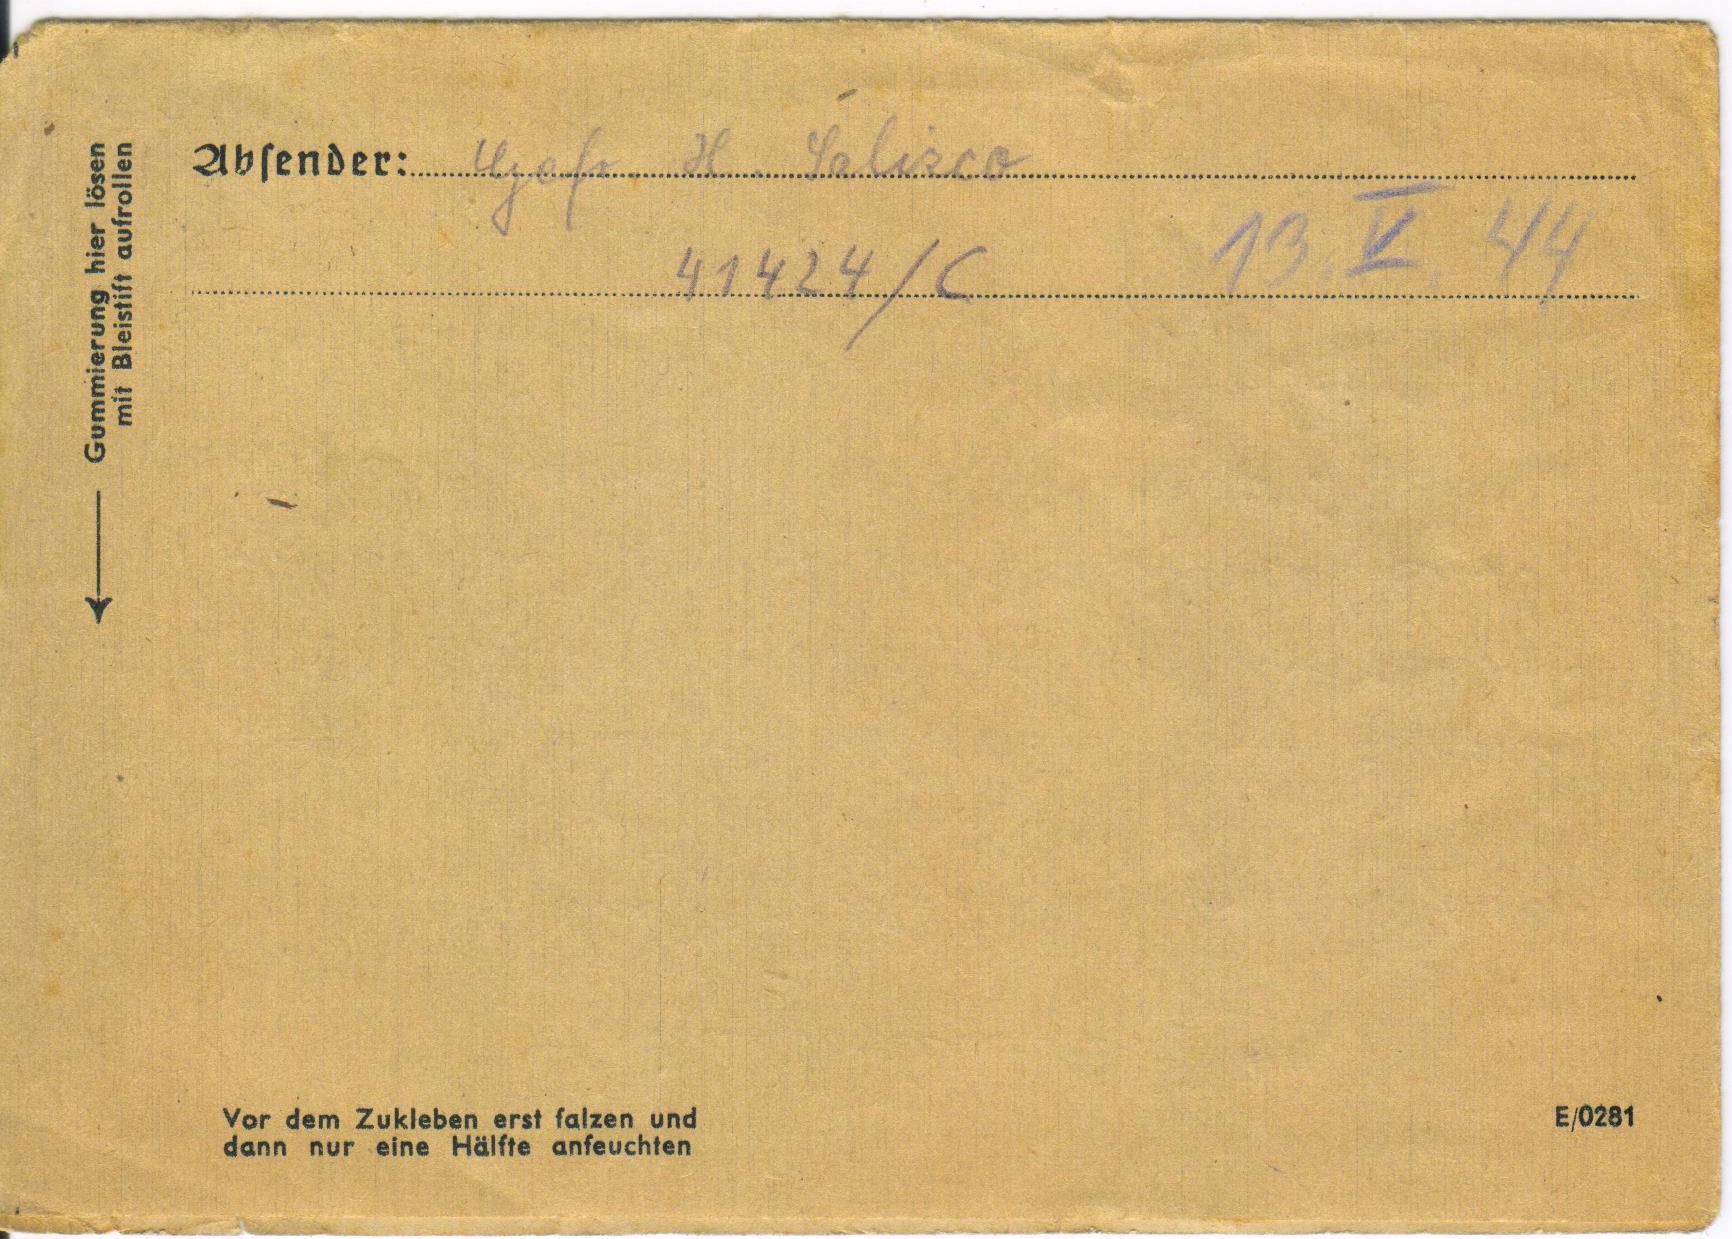 Gummierung hier lösen
mit Bleistift aufrollen
Abſender: H. Salisco
41424/C
13. V. 44
Vor dem Zukleben erst falzen und
dann nur eine Hälfte anfeuchten
E/0281